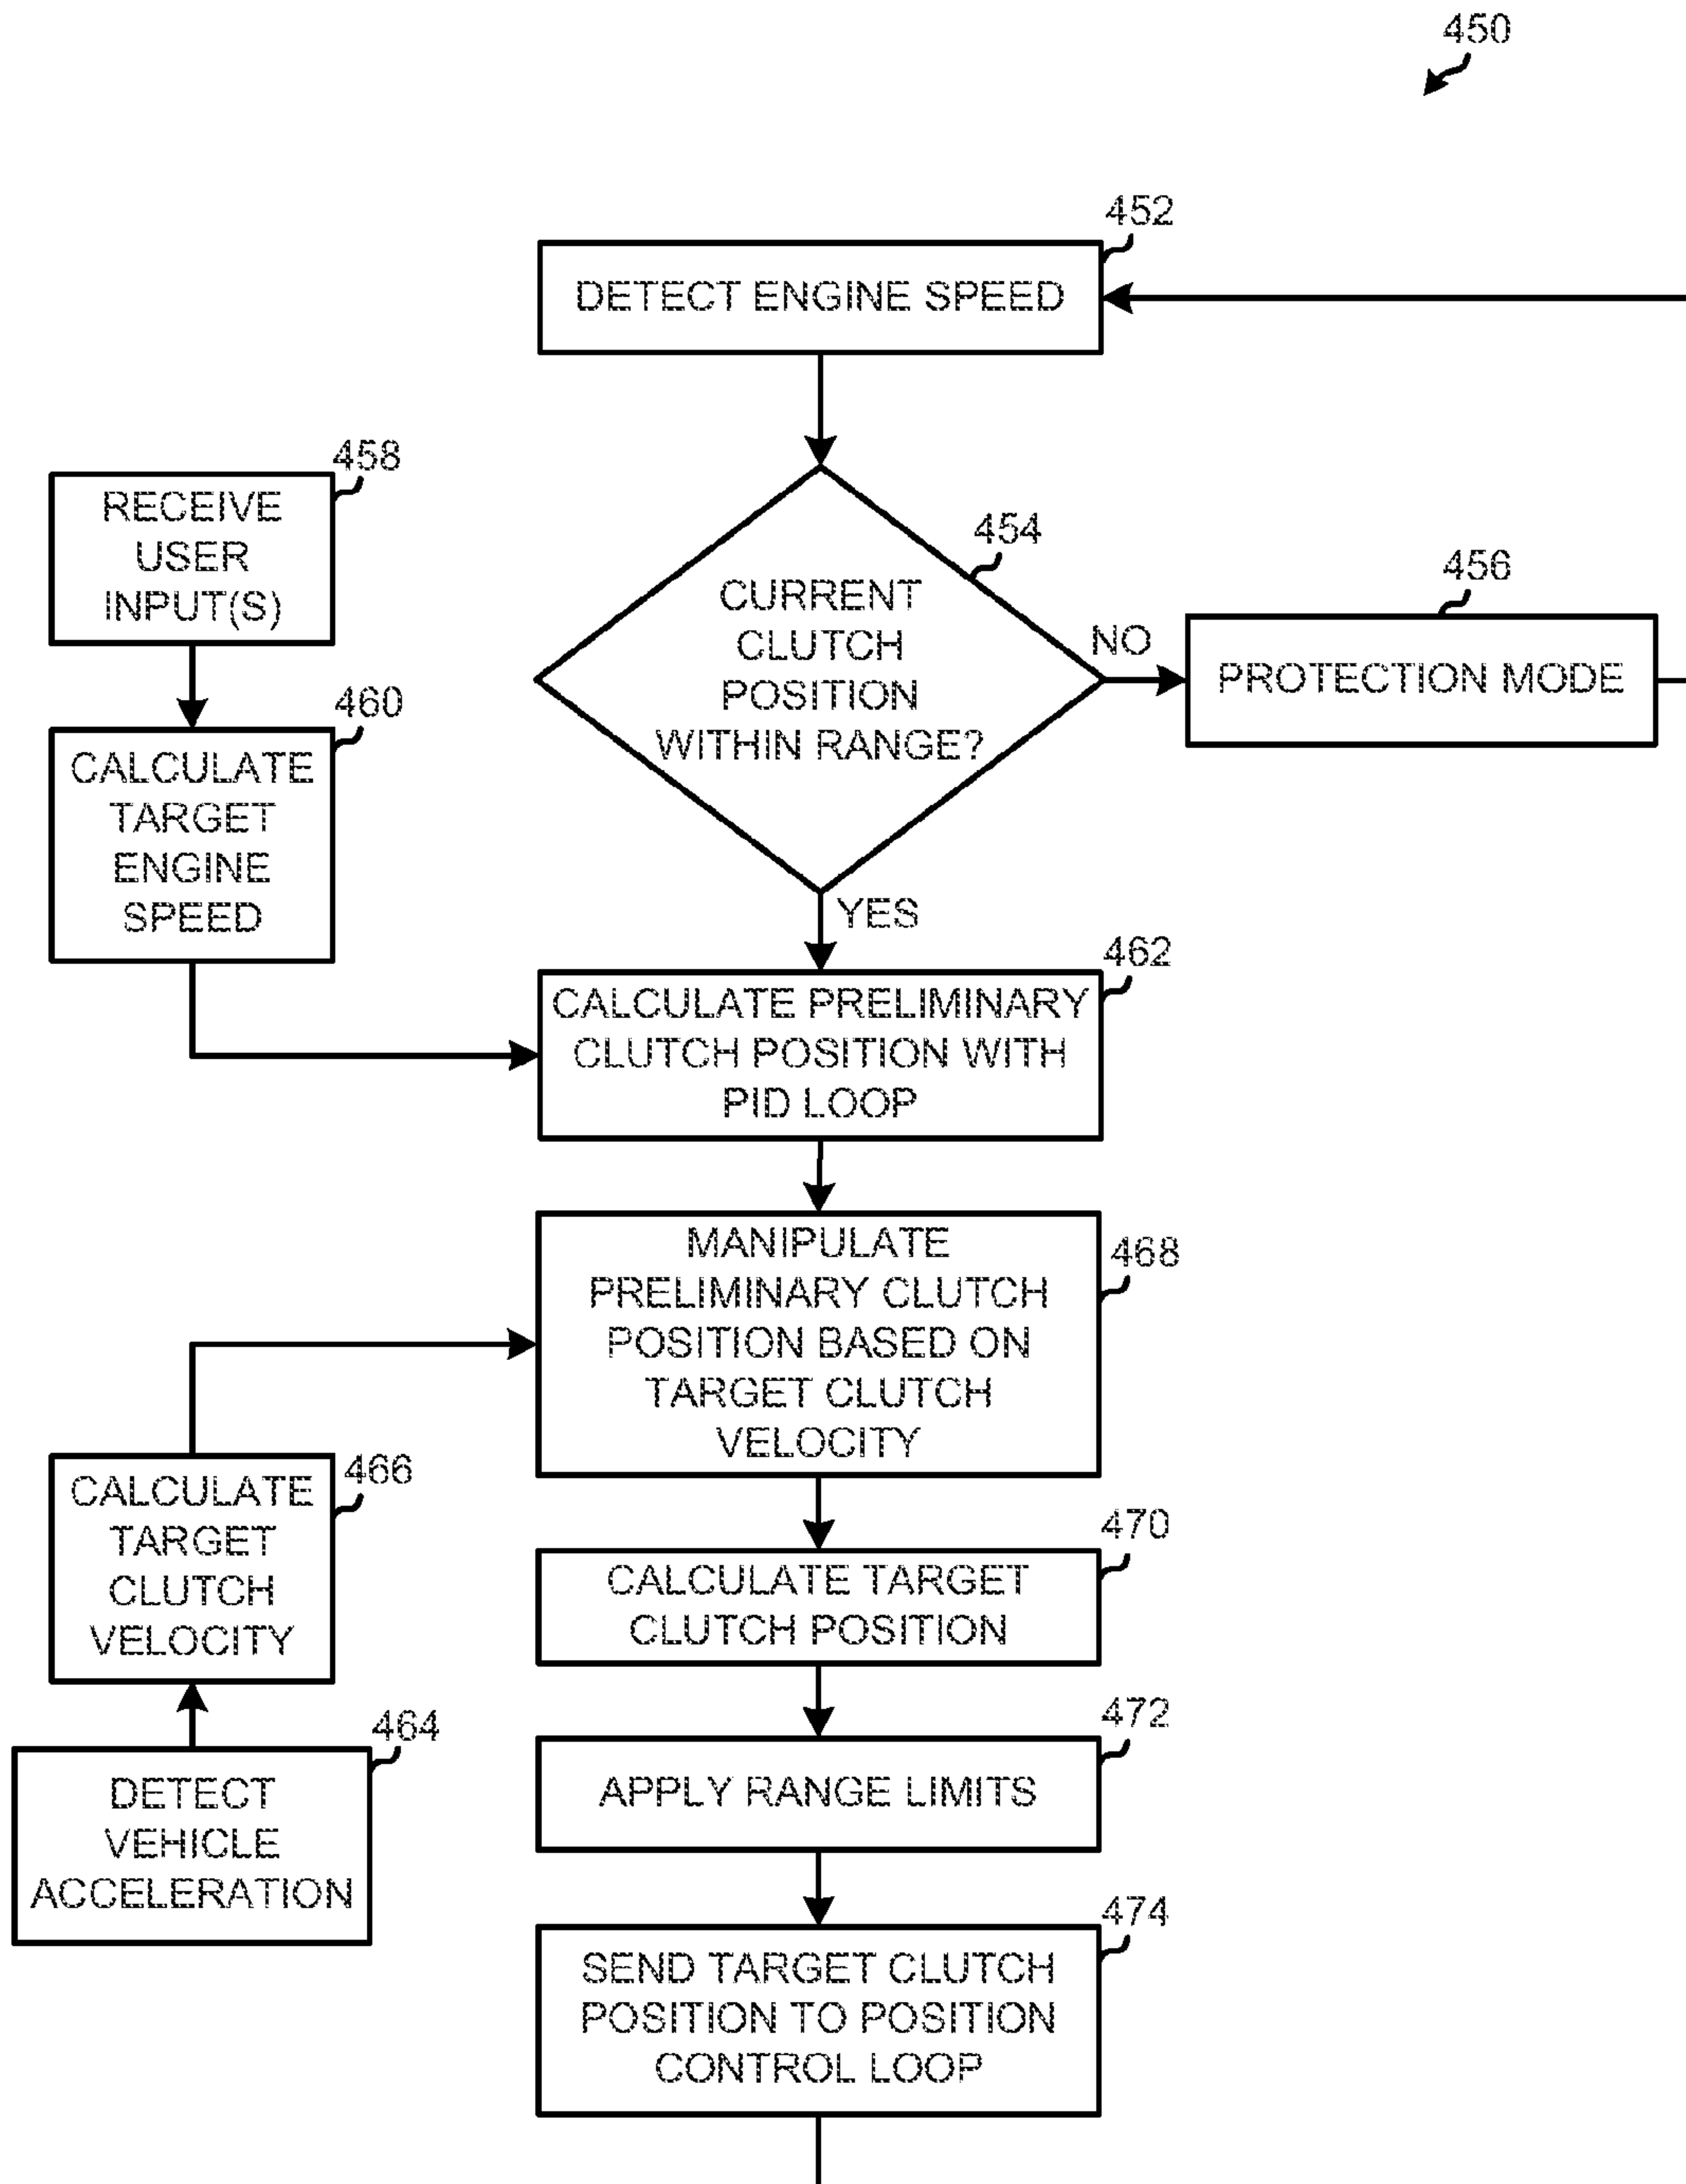 450
452
DETECT ENGINE SPEED
458
RECEIVE
USER
INPUT(S)
454
CURRENT
CLUTCH
POSITION
WITHIN RANGE?
NO
456
PROTECTION MODE
460
CALCULATE
TARGET
ENGINE
SPEED
YES
462
CALCULATE PRELIMINARY
CLUTCH POSITION WITH
PID LOOP
468
MANIPULATE
PRELIMINARY CLUTCH
POSITION BASED ON
TARGET CLUTCH
VELOCITY
466
CALCULATE
TARGET
CLUTCH
VELOCITY
470
CALCULATE TARGET
CLUTCH POSITION
464
DETECT
VEHICLE
ACCELERATION
472
APPLY RANGE LIMITS
474
SEND TARGET CLUTCH
POSITION TO POSITION
CONTROL LOOP